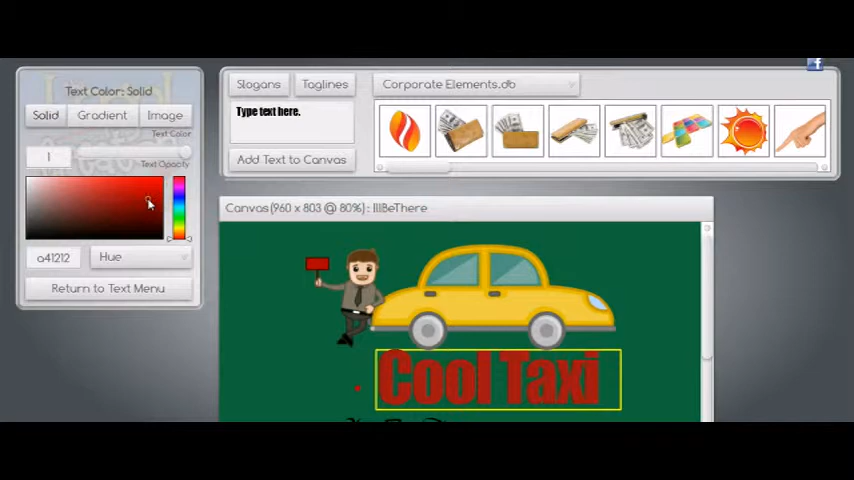 Text Color: Solid
Solid Gradient Image
Text Color
1
Text Opacity
a41212 Hue
Return to Text Menu
Slogans Taglines
Type text here.
Add Text to Canvas
Corporate Elements.db
f
Canvas(960 x 803 @ 80%) : IllBeThere
Cool Taxi